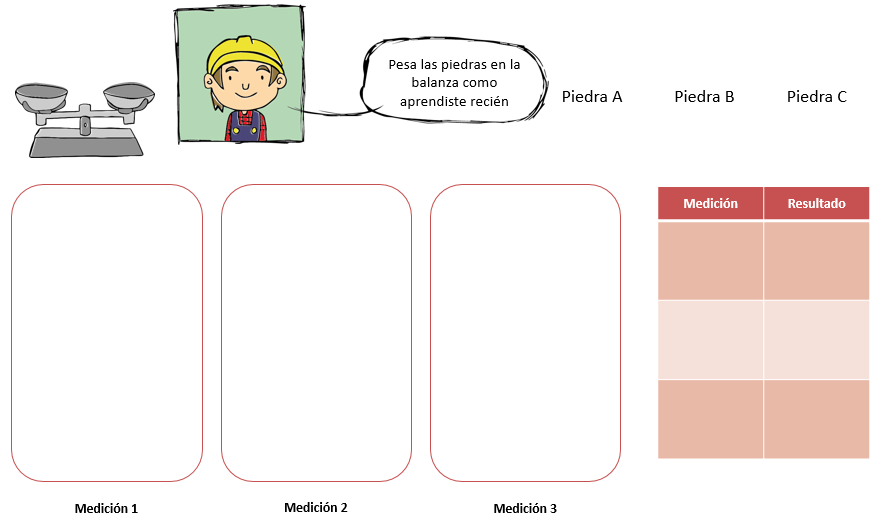 Pesa las piedras en la
balanza como
aprendiste recién
Piedra A
Piedra B
Piedra C
Medición
Resultado
Medición 1
Medición 2
Medición 3